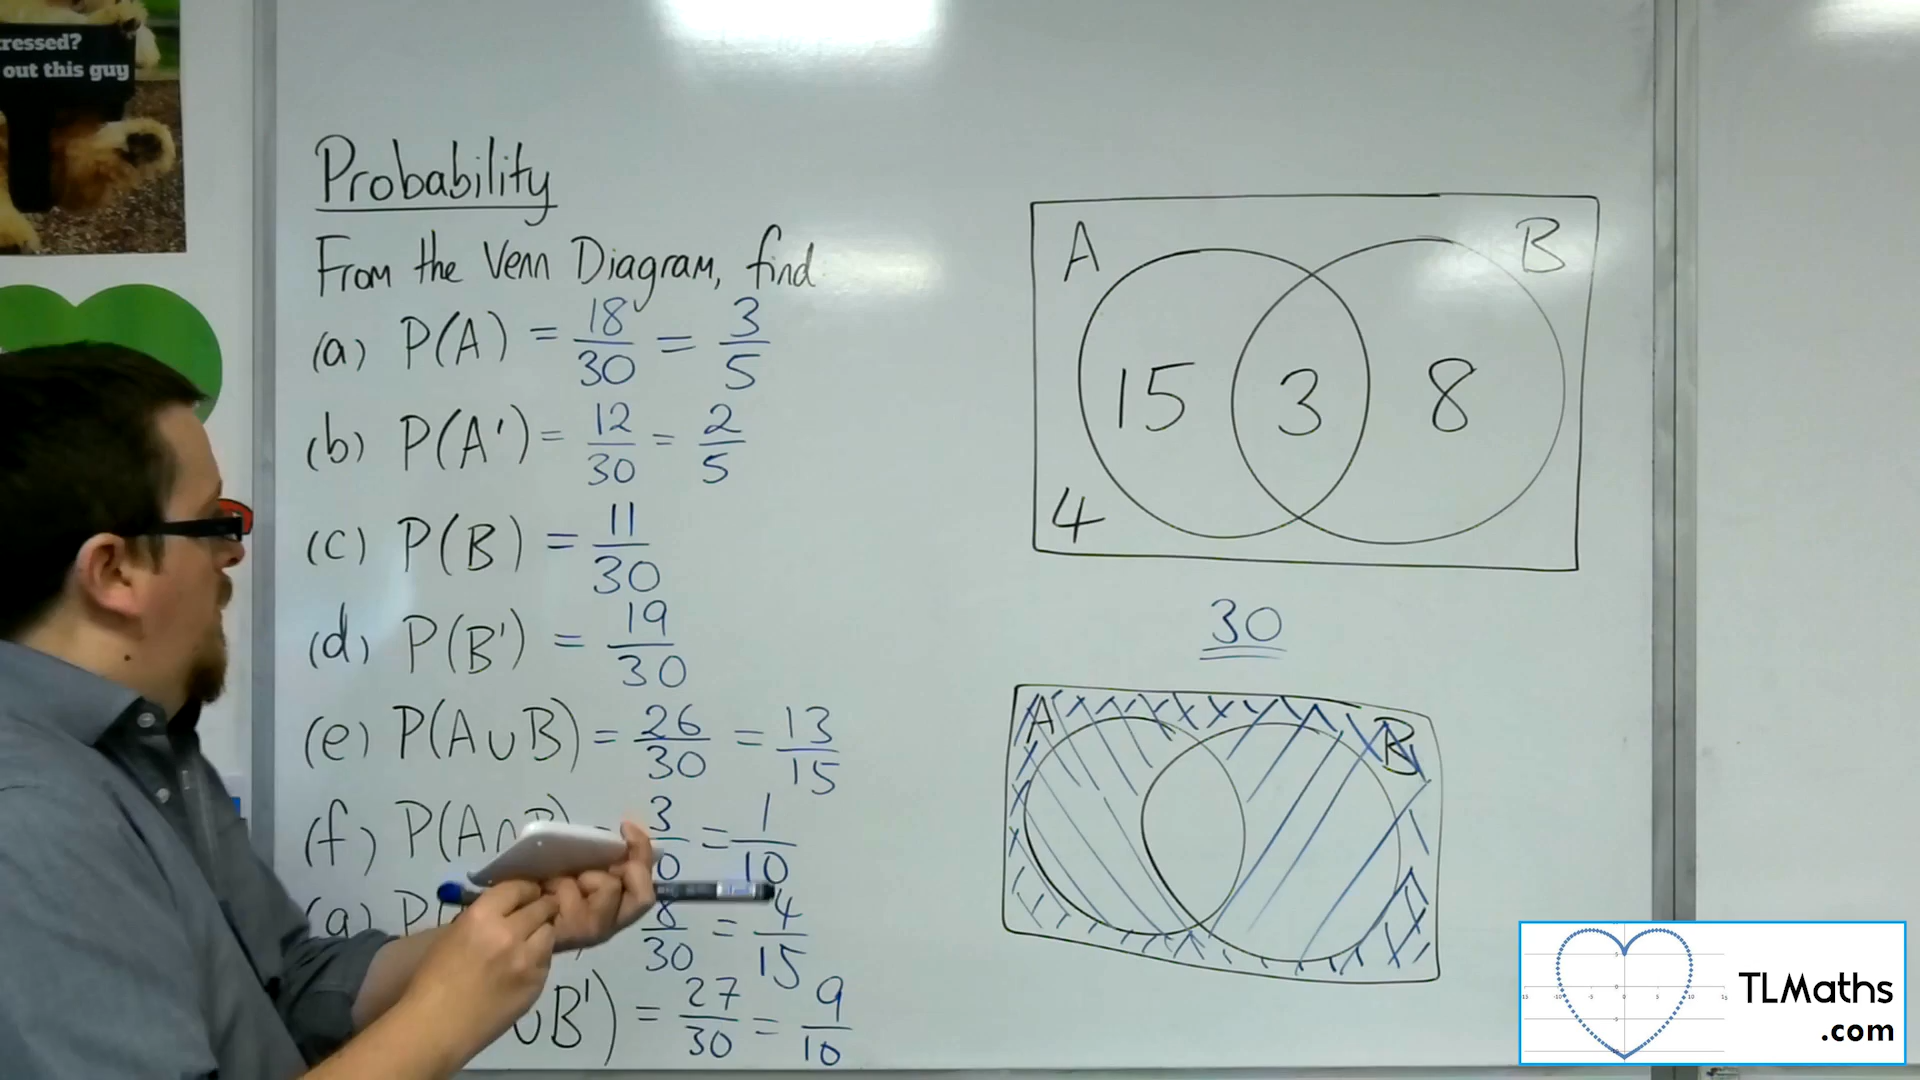 ressed?
out this guy
Probability
From the Venn Diagram, find
(a) P(A) = 18/30 = 3/5
(b) P(A') = 12/30 = 2/5
(c) P(B) = 11/30
(d) P(B') = 19/30
(e) P(A∪B) = 26/30 = 13/15
(f) P(A∩B) 3/ 0 = 1/10
(g) P( 8/30 = 4/15
∪B') = 27/30 = 9/10
A B
15 3 8
4
30
A B
TLMaths
.com